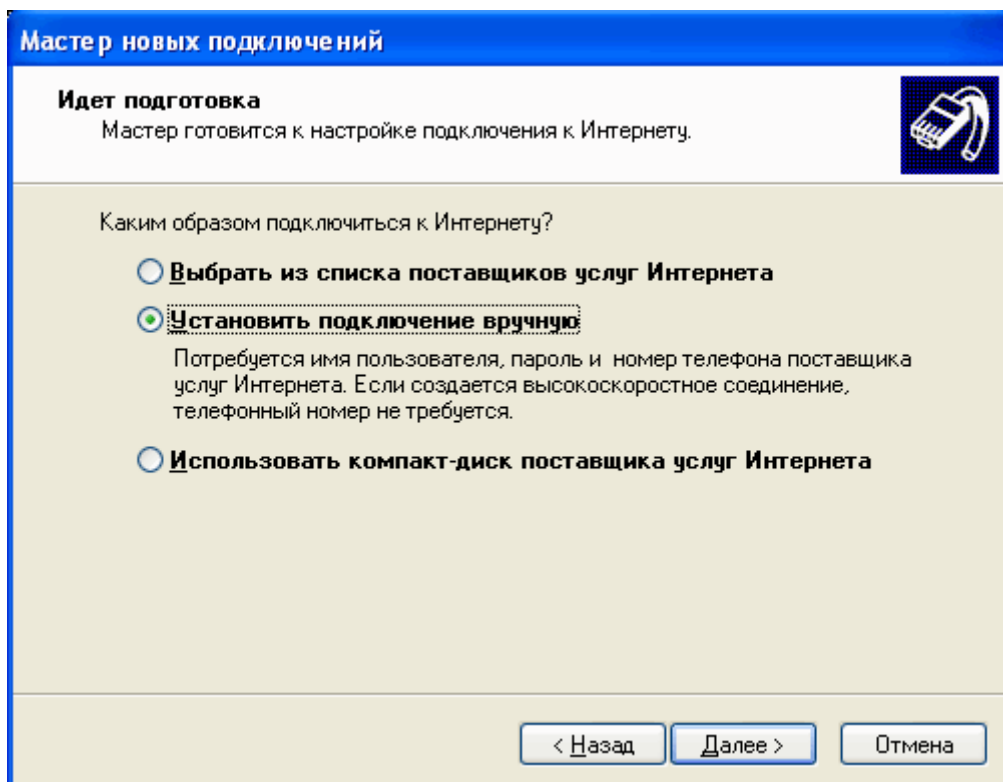 Мастер новых подключений
Идет подготовка
Мастер готовится к настройке подключения к Интернету.
Каким образом подключиться к Интернету?
Выбрать из списка поставщиков услуг Интернета
Установить подключение вручную
Потребуется имя пользователя, пароль и номер телефона поставщика
услуг Интернета. Если создается высокоскоростное соединение,
телефонный номер не требуется.
Использовать компакт-диск поставщика услуг Интернета
< Назад
Далее >
Отмена